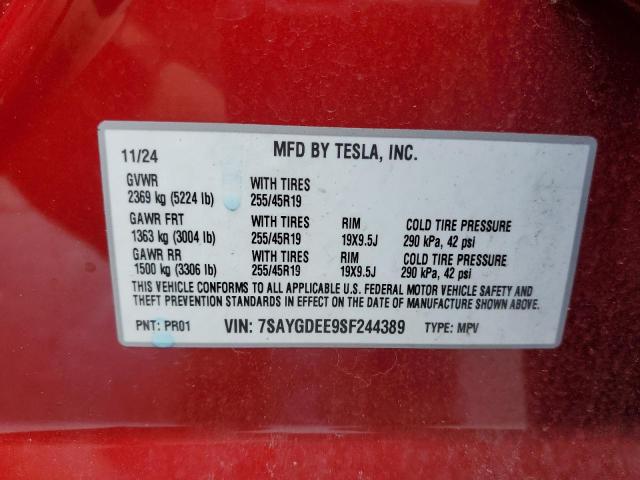 11/24 MFD BY TESLA, INC.
GVWR WITH TIRES
2369 kg (5224 lb) 255/45R19
GAWR FRT WITH TIRES RIM COLD TIRE PRESSURE
1363 kg (3004 lb) 255/45R19 19X9.5J 290 kPa, 42 psi
GAWR RR WITH TIRES RIM COLD TIRE PRESSURE
1500 kg (3306 lb) 255/45R19 19X9.5J 290 kPa, 42 psi
THIS VEHICLE CONFORMS TO ALL APPLICABLE U.S. FEDERAL MOTOR VEHICLE SAFETY AND
THEFT PREVENTION STANDARDS IN EFFECT ON THE DATE OF MANUFACTURE SHOWN ABOVE.
PNT: PR01 VIN: 7SAYGDEE9SF244389 TYPE: MPV